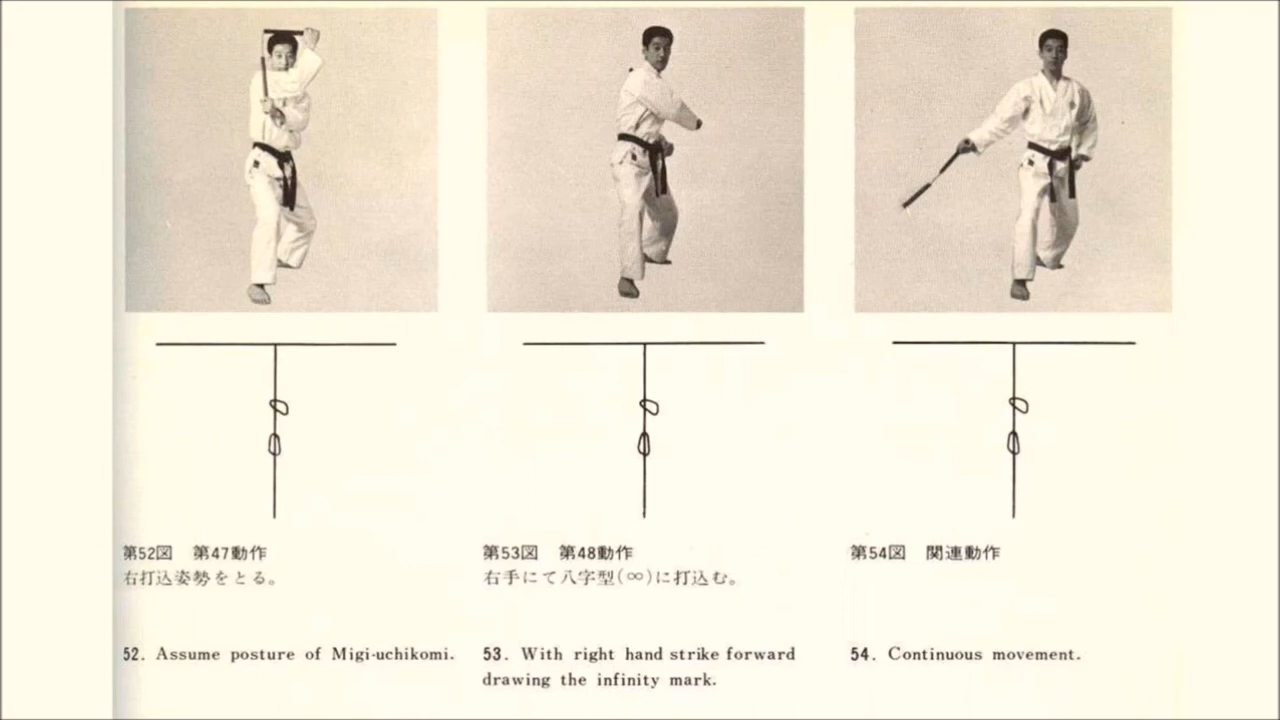 第52図 第47動作
右打込姿勢をとる。
52. Assume posture of Migi-uchikomi.
第53図 第48動作
右手にて八字型(∞)に打込む。
53. With right hand strike forward
drawing the infinity mark.
第54図 関連動作
54. Continuous movement.